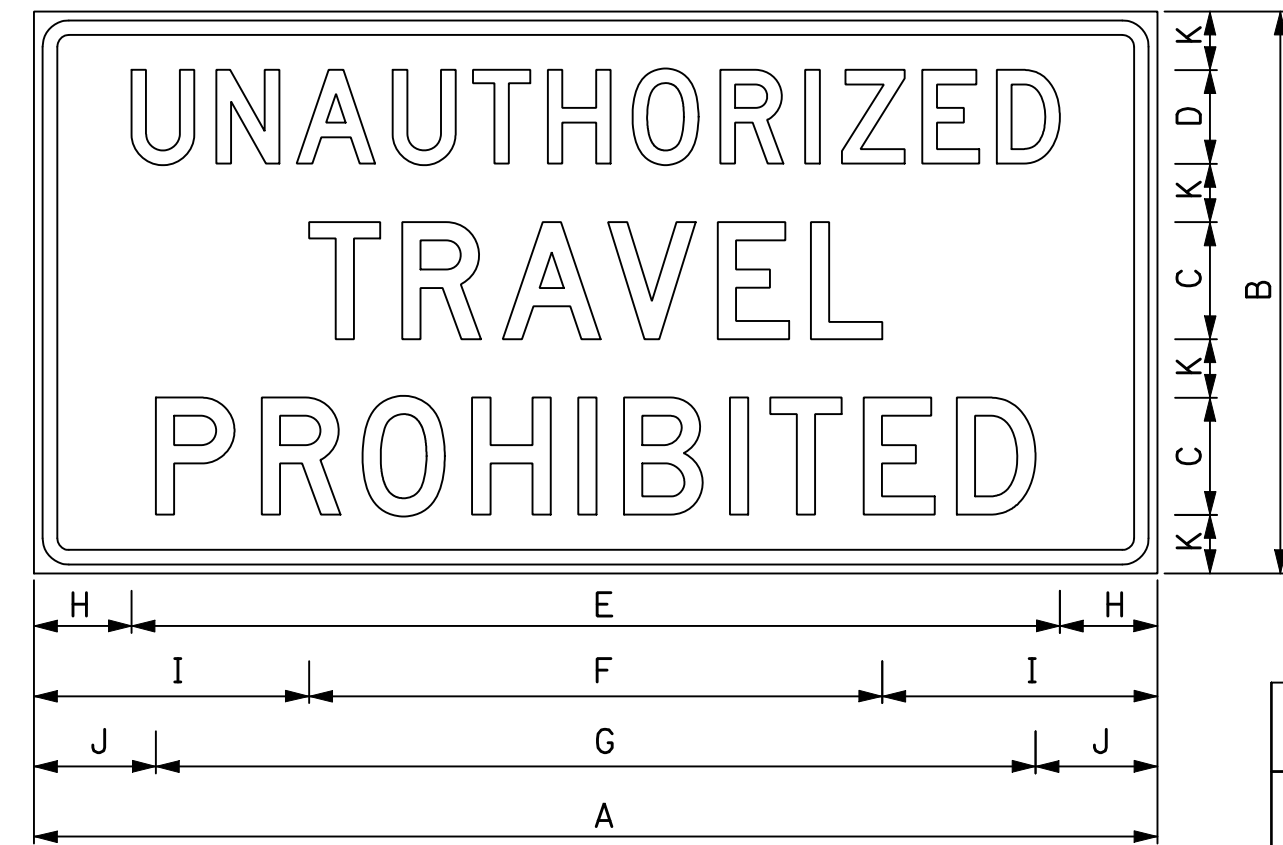 UNAUTHORIZED
TRAVEL
PROHIBITED
K
D
K
C
K
C
K
B
H E H
I F I
J G J
A